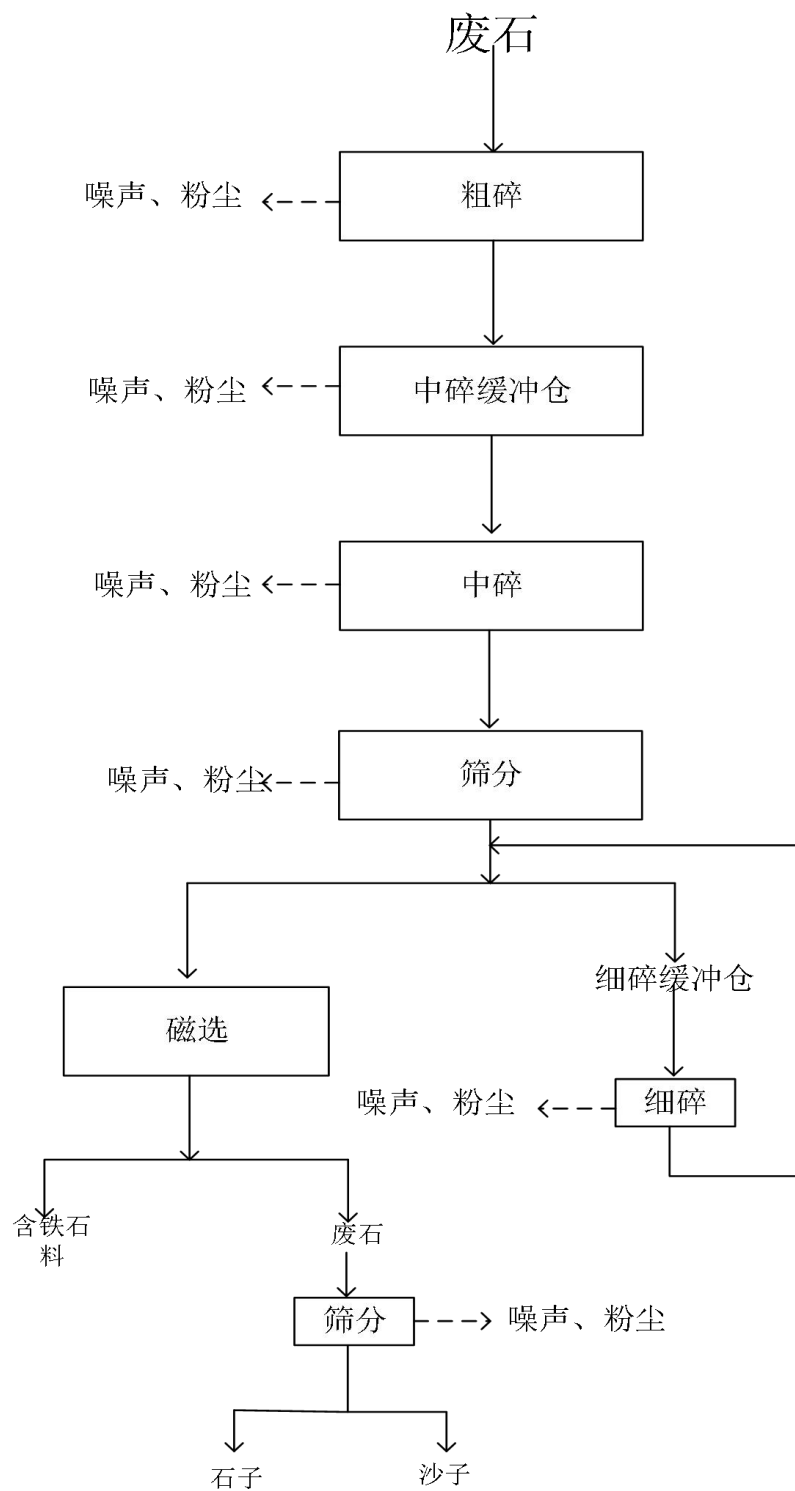 废石
噪声、粉尘
粗碎
噪声、粉尘
中碎缓冲仓
噪声、粉尘
中碎
噪声、粉尘
筛分
细碎缓冲仓
磁选
噪声、粉尘
细碎
含铁石
料
废石
筛分
噪声、粉尘
石子
沙子